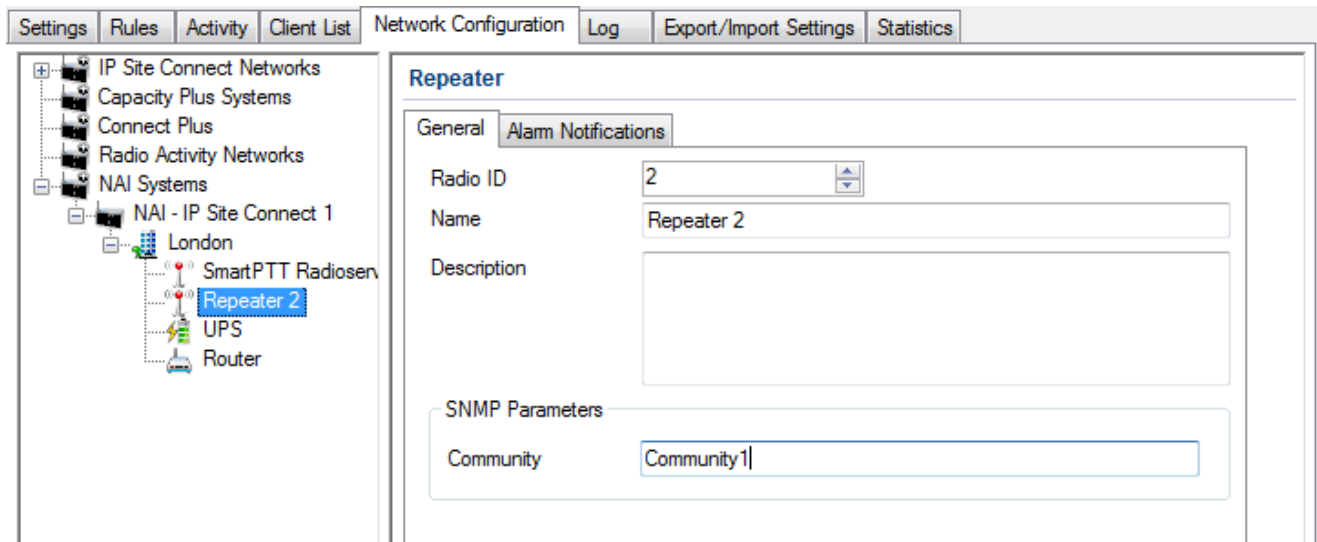 Settings Rules Activity Client List Network Configuration Log Export/Import Settings Statistics
IP Site Connect Networks
Capacity Plus Systems
Connect Plus
Radio Activity Networks
NAI Systems
NAI - IP Site Connect 1
London
SmartPTT Radioserv
Repeater 2
UPS
Router
Repeater
General Alarm Notifications
Radio ID 2
Name Repeater 2
Description
SNMP Parameters
Community Community1